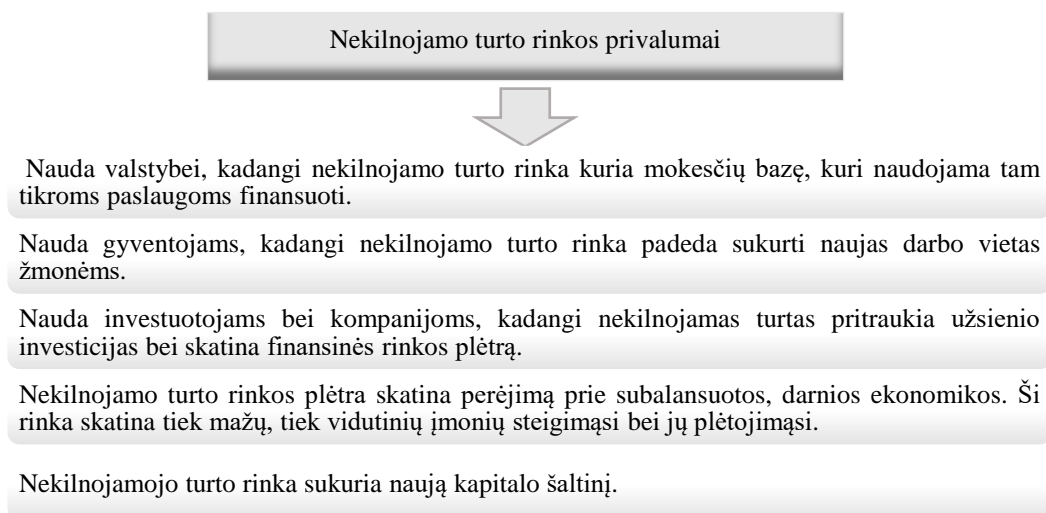 Nekilnojamo turto rinkos privalumai
Nauda valstybei, kadangi nekilnojamo turto rinka kuria mokesčių bazę, kuri naudojama tam
tikroms paslaugoms finansuoti.
Nauda gyventojams, kadangi nekilnojamo turto rinka padeda sukurti naujas darbo vietas
žmonėms.
Nauda investuotojams bei kompanijoms, kadangi nekilnojamas turtas pritraukia užsienio
investicijas bei skatina finansinės rinkos plėtrą.
Nekilnojamo turto rinkos plėtra skatina perėjimą prie subalansuotos, darnios ekonomikos. Ši
rinka skatina tiek mažų, tiek vidutinių įmonių steigimąsi bei jų plėtojimąsi.
Nekilnojamojo turto rinka sukuria naują kapitalo šaltinį.